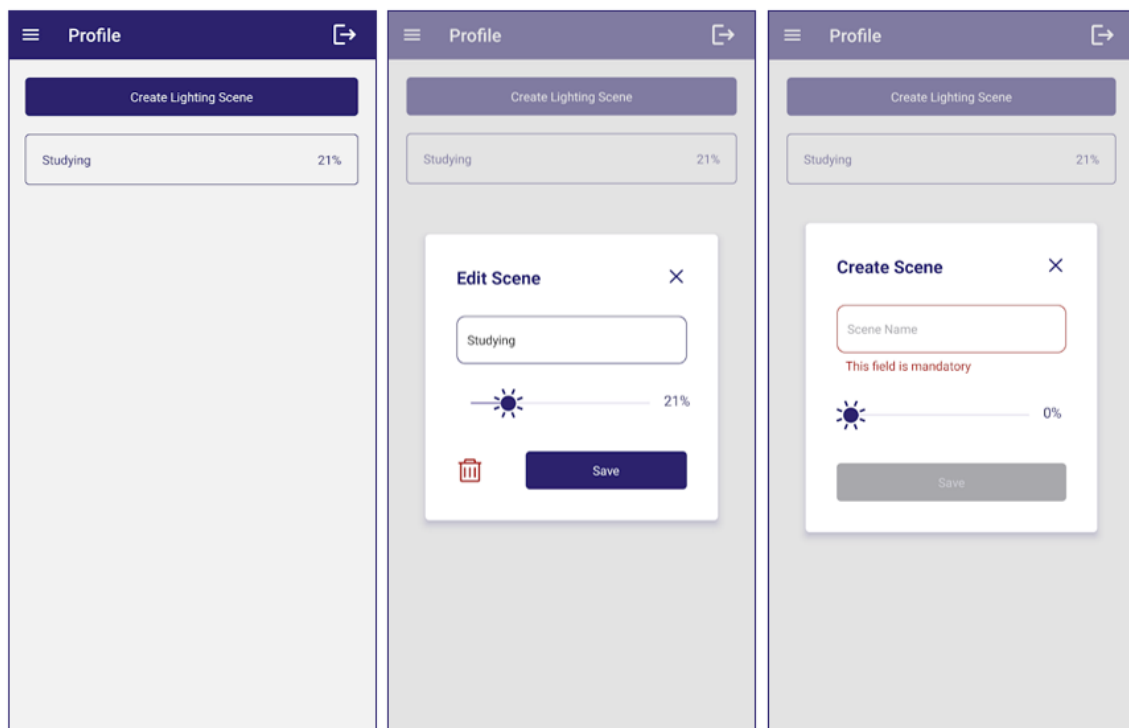 Profile
Create Lighting Scene
Studying 21%
Profile
Create Lighting Scene
Studying 21%
Edit Scene
Studying
21%
Save
Profile
Create Lighting Scene
Studying 21%
Create Scene
Scene Name
This field is mandatory
0%
Save